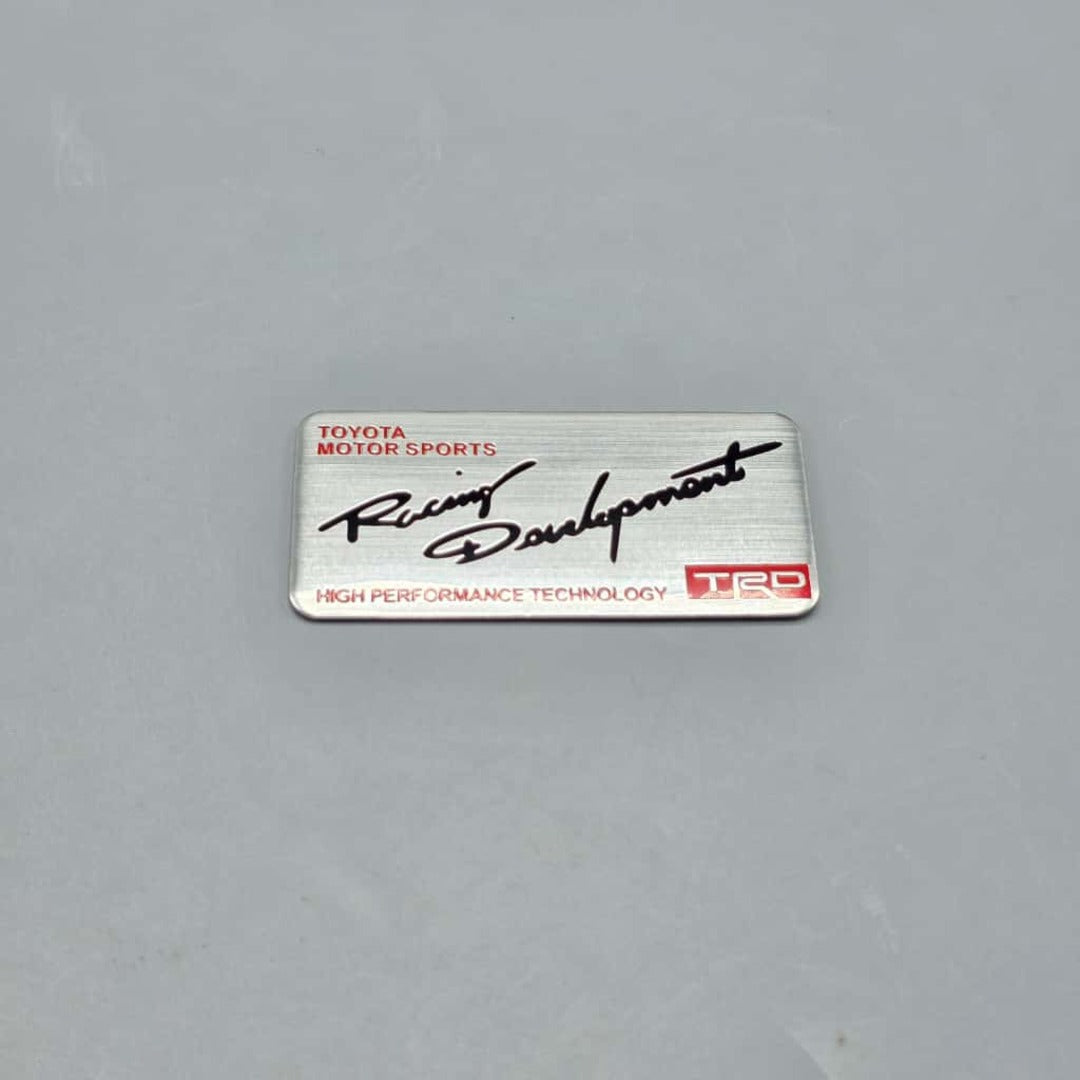 TOYOTA
MOTOR SPORTS
Racing
Development
HIGH PERFORMANCE TECHNOLOGY
TRD